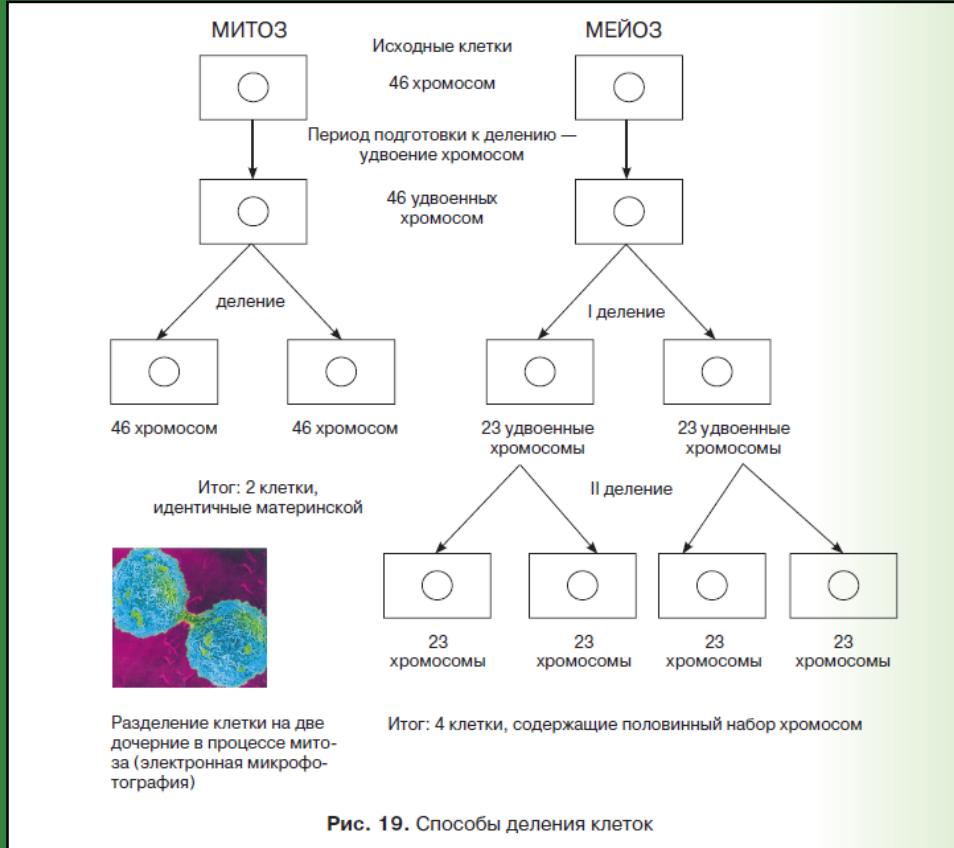 МИТОЗ
МЕЙОЗ
Исходные клетки
46 хромосом
Период подготовки к делению —
удвоение хромосом
46 удвоенных
хромосом
деление
I деление
46 хромосом
46 хромосом
23 удвоенные
хромосомы
23 удвоенные
хромосомы
Итог: 2 клетки,
идентичные материнской
II деление
23
хромосомы
23
хромосомы
23
хромосомы
23
хромосомы
Разделение клетки на две
дочерние в процессе мито-
за (электронная микрофо-
тография)
Итог: 4 клетки, содержащие половинный набор хромосом
Рис. 19. Способы деления клеток